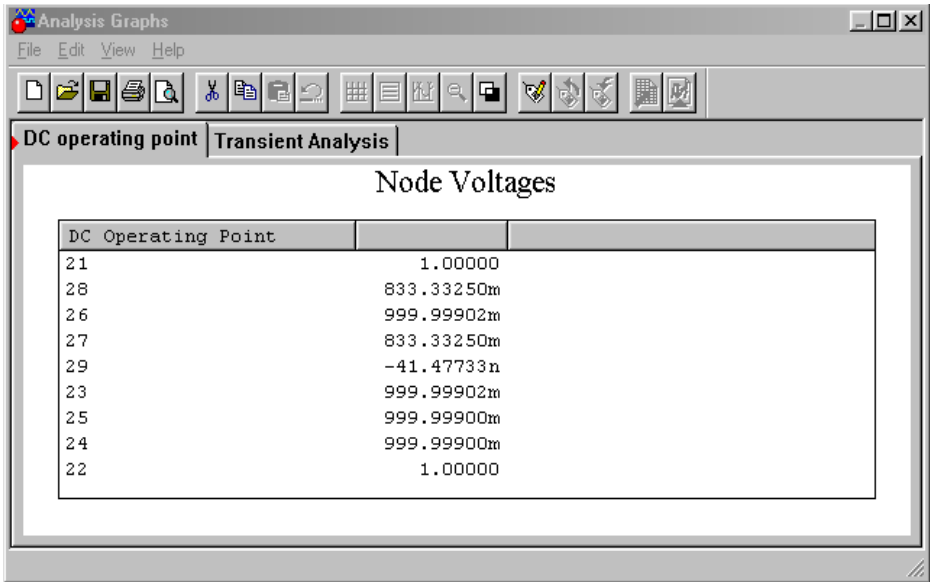 Analysis Graphs
File Edit View Help
DC operating point Transient Analysis
Node Voltages
DC Operating Point
21 1.00000
28 833.33250m
26 999.99902m
27 833.33250m
29 -41.47733n
23 999.99902m
25 999.99900m
24 999.99900m
22 1.00000